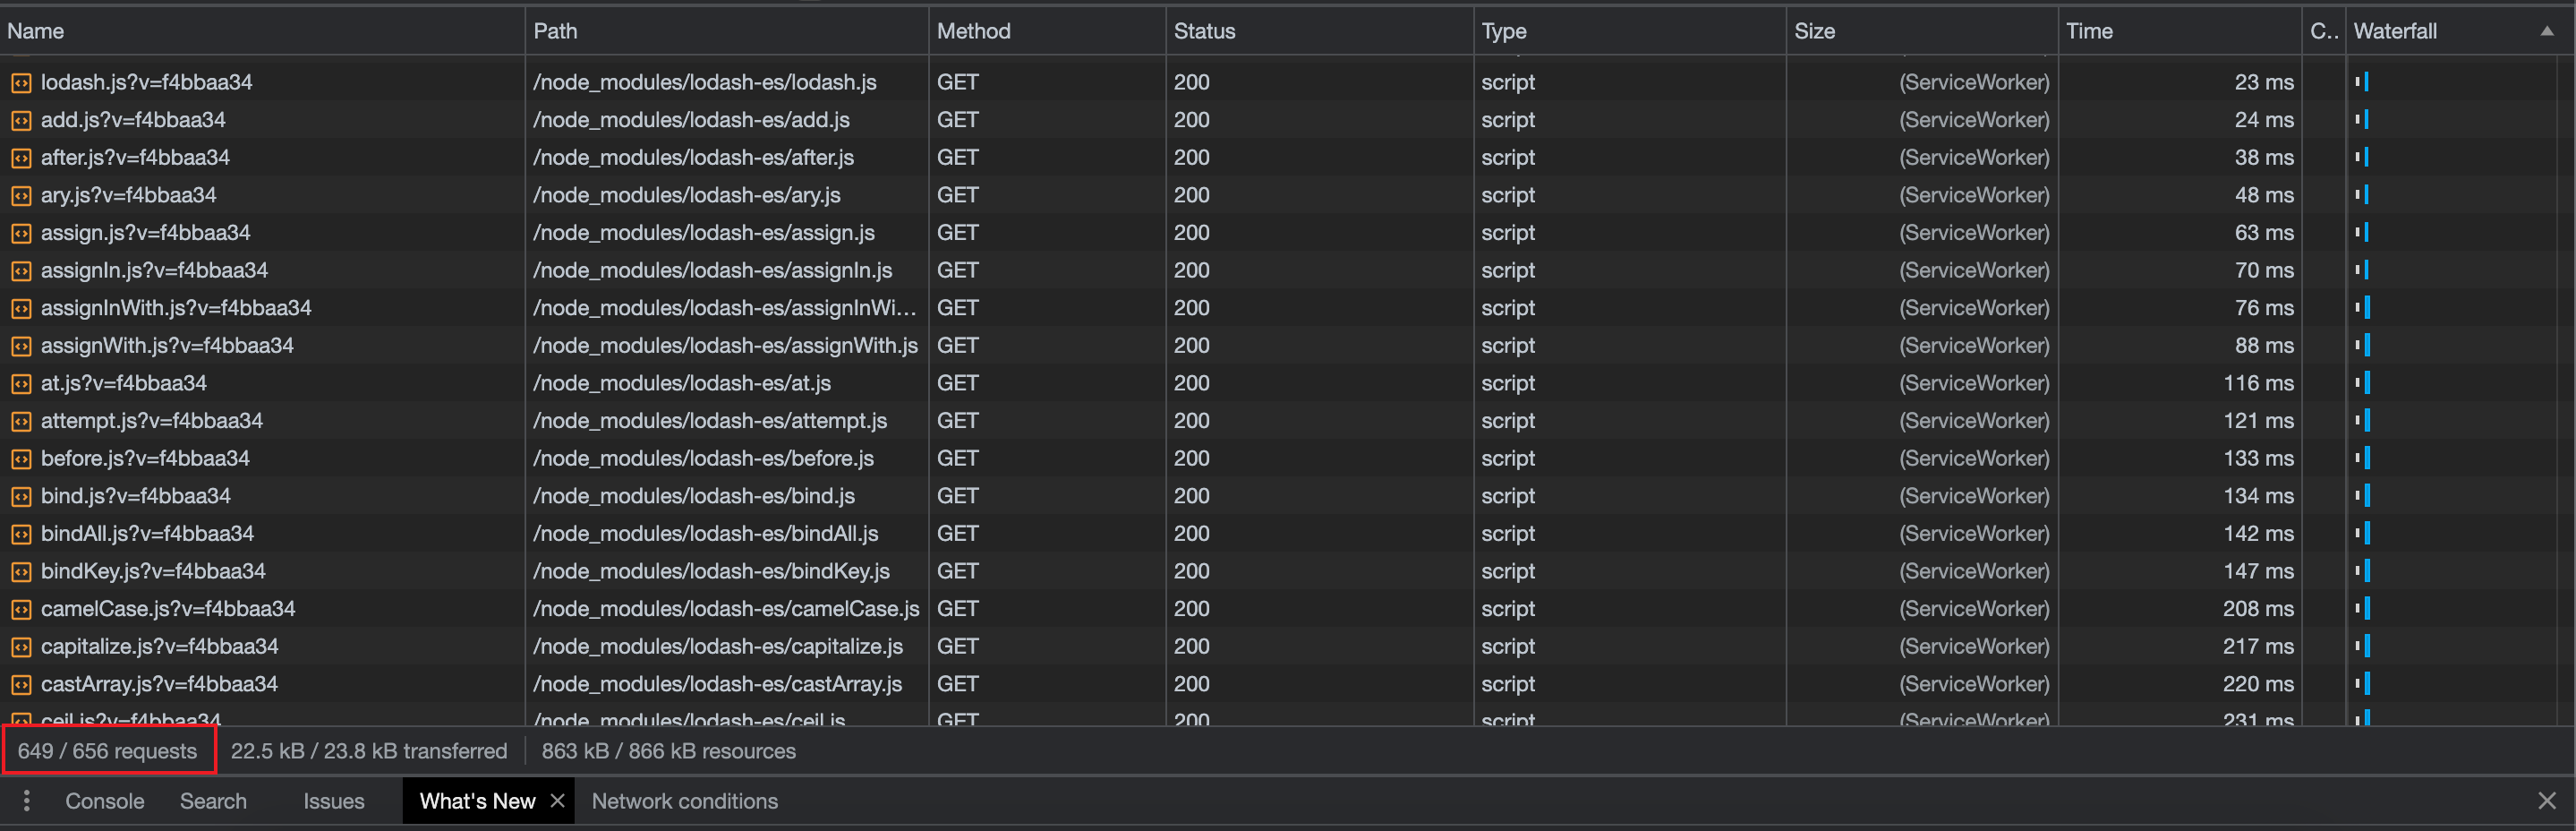 Name Path Method Status Type Size Time C.. Waterfall
lodash.js?v=f4bbaa34 /node_modules/lodash-es/lodash.js GET 200 script (ServiceWorker) 23 ms
add.js?v=f4bbaa34 /node_modules/lodash-es/add.js GET 200 script (ServiceWorker) 24 ms
after.js?v=f4bbaa34 /node_modules/lodash-es/after.js GET 200 script (ServiceWorker) 38 ms
ary.js?v=f4bbaa34 /node_modules/lodash-es/ary.js GET 200 script (ServiceWorker) 48 ms
assign.js?v=f4bbaa34 /node_modules/lodash-es/assign.js GET 200 script (ServiceWorker) 63 ms
assignIn.js?v=f4bbaa34 /node_modules/lodash-es/assignIn.js GET 200 script (ServiceWorker) 70 ms
assignInWith.js?v=f4bbaa34 /node_modules/lodash-es/assignInWi... GET 200 script (ServiceWorker) 76 ms
assignWith.js?v=f4bbaa34 /node_modules/lodash-es/assignWith.js GET 200 script (ServiceWorker) 88 ms
at.js?v=f4bbaa34 /node_modules/lodash-es/at.js GET 200 script (ServiceWorker) 116 ms
attempt.js?v=f4bbaa34 /node_modules/lodash-es/attempt.js GET 200 script (ServiceWorker) 121 ms
before.js?v=f4bbaa34 /node_modules/lodash-es/before.js GET 200 script (ServiceWorker) 133 ms
bind.js?v=f4bbaa34 /node_modules/lodash-es/bind.js GET 200 script (ServiceWorker) 134 ms
bindAll.js?v=f4bbaa34 /node_modules/lodash-es/bindAll.js GET 200 script (ServiceWorker) 142 ms
bindKey.js?v=f4bbaa34 /node_modules/lodash-es/bindKey.js GET 200 script (ServiceWorker) 147 ms
camelCase.js?v=f4bbaa34 /node_modules/lodash-es/camelCase.js GET 200 script (ServiceWorker) 208 ms
capitalize.js?v=f4bbaa34 /node_modules/lodash-es/capitalize.js GET 200 script (ServiceWorker) 217 ms
castArray.js?v=f4bbaa34 /node_modules/lodash-es/castArray.js GET 200 script (ServiceWorker) 220 ms
ceil.js?v=f4bbaa34 /node_modules/lodash-es/ceil.js GET 200 script (ServiceWorker) 231 ms
649 / 656 requests 22.5 kB / 23.8 kB transferred 863 kB / 866 kB resources
Console Search Issues What's New Network conditions